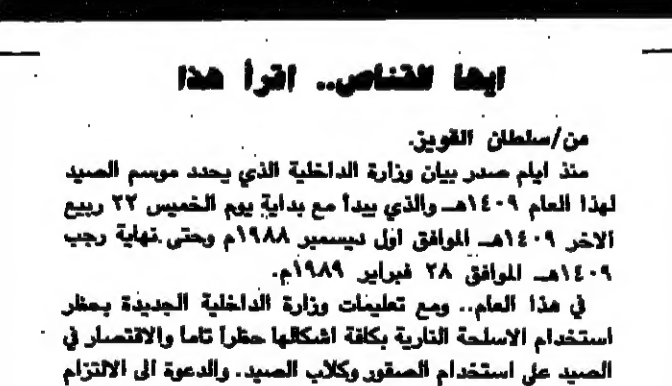 ايها القناص.. اقرأ هذا
من/سلطان القويز.
منذ ايام صدر بيان وزارة الداخلية الذي يحدد موسم الصيد
لهذا العام ١٤٠٩هـ والذي يبدأ مع بداية يوم الخميس ٢٢ ربيع
الآخر ١٤٠٩هـ الموافق اول ديسمبر ١٩٨٨م وحتى نهاية رجب
١٤٠٩هـ الموافق ٢٨ فبراير ١٩٨٩م.
في هذا العام.. ومع تعليمات وزارة الداخلية الجديدة بحظر
استخدام الاسلحة النارية بكافة اشكالها حظراً تاما والاقتصار في
الصيد على استخدام الصقور وكلاب الصيد. والدعوة الى الالتزام